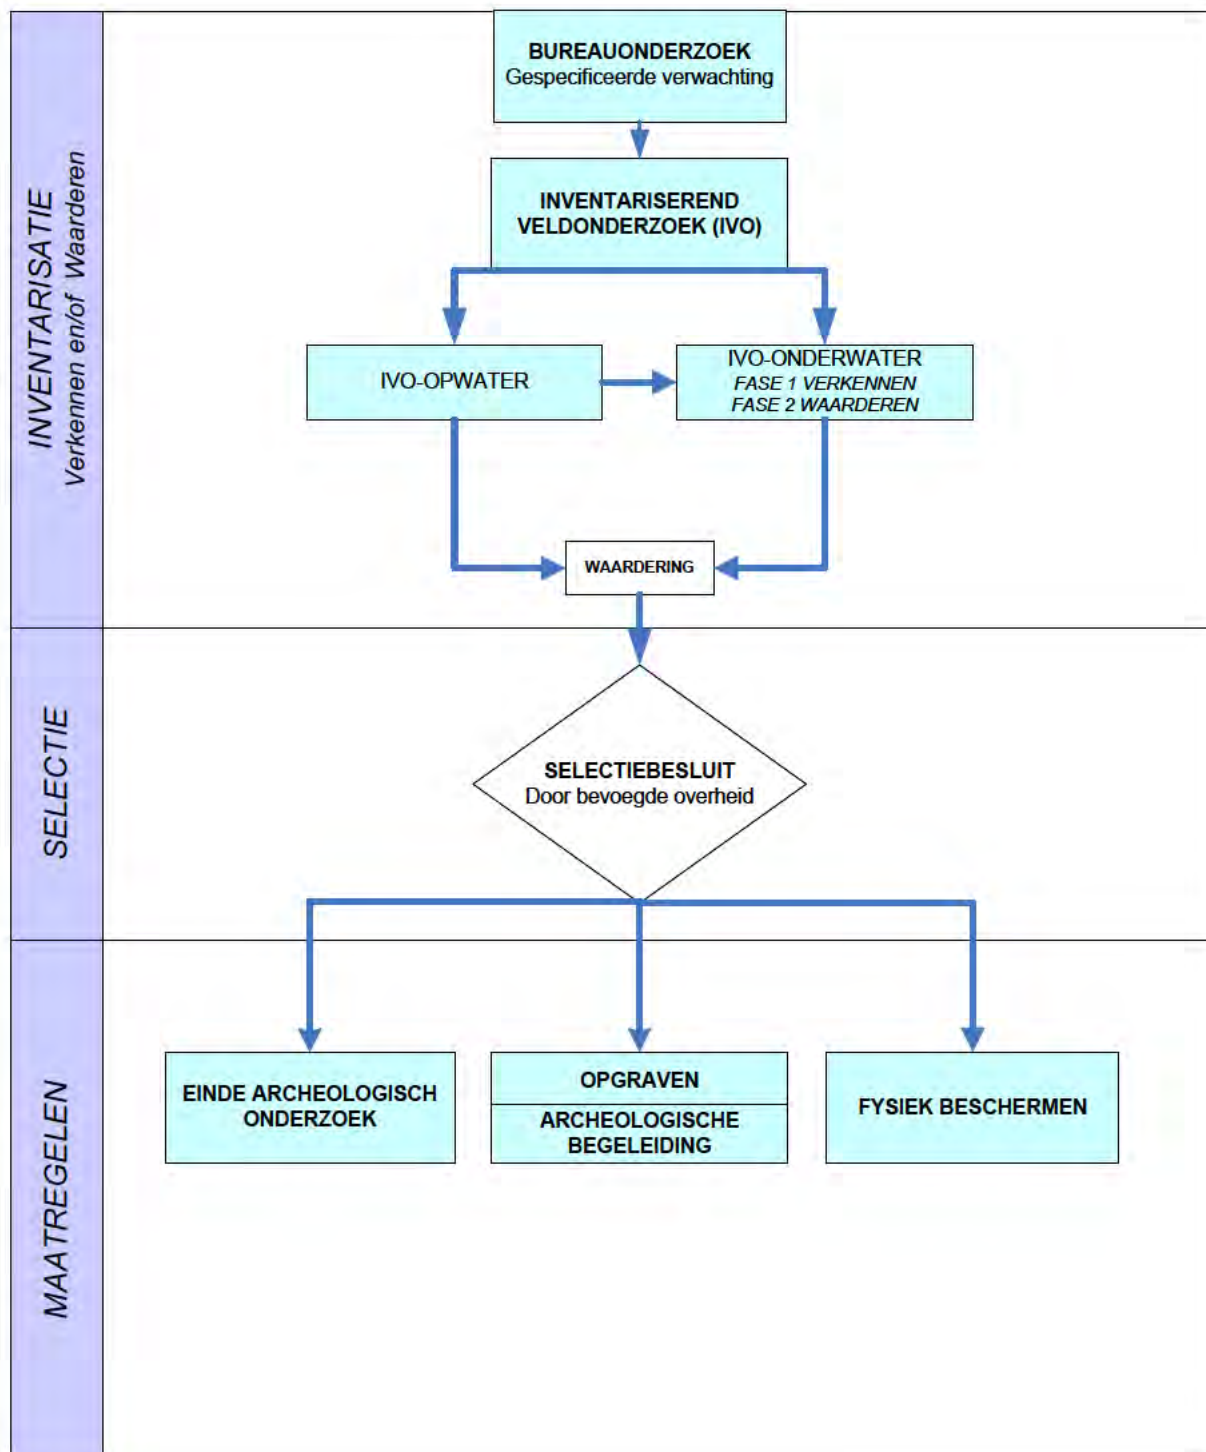 INVENTARISATIE
Verkennen en/of Waarderen
BUREAUONDERZOEK
Gespecificeerde verwachting
INVENTARISEREND
VELDONDERZOEK (IVO)
IVO-OPWATER
IVO-ONDERWATER
FASE 1 VERKENNEN
FASE 2 WAARDEREN
WAARDERING
SELECTIE
SELECTIEBESLUIT
Door bevoegde overheid
MAATREGELEN
EINDE ARCHEOLOGISCH
ONDERZOEK
OPGRAVEN
ARCHEOLOGISCHE
BEGELEIDING
FYSIEK BESCHERMEN